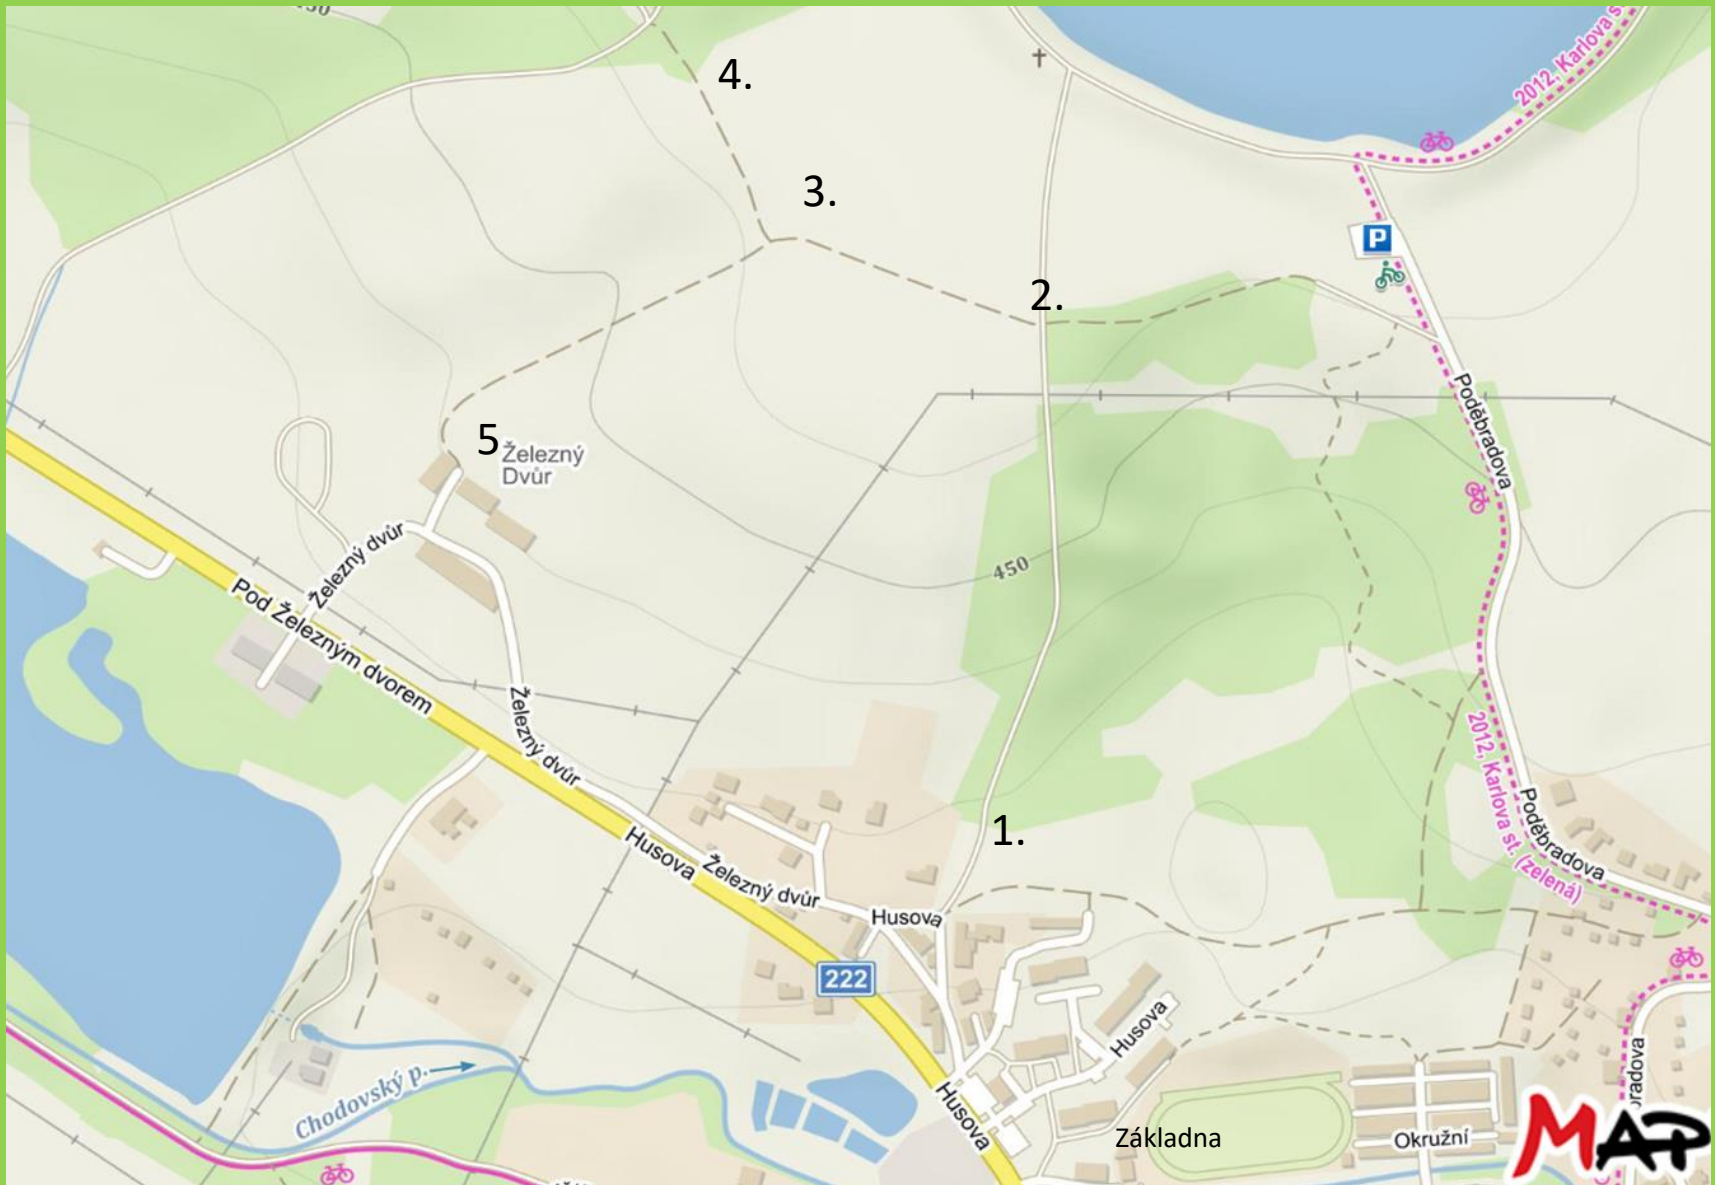 4.
2012, Karlova s
3.
P
2.
Poděbradova
5
Železný
Dvůr
450
Železný dvůr
Pod Železným dvorem
Železný dvůr
2012, Karlova st. (zelená)
Poděbradova
1.
Husova
Železný dvůr
Husova
222
Husova
Chodovský p.
Husova
Základna
Okružní
MAP